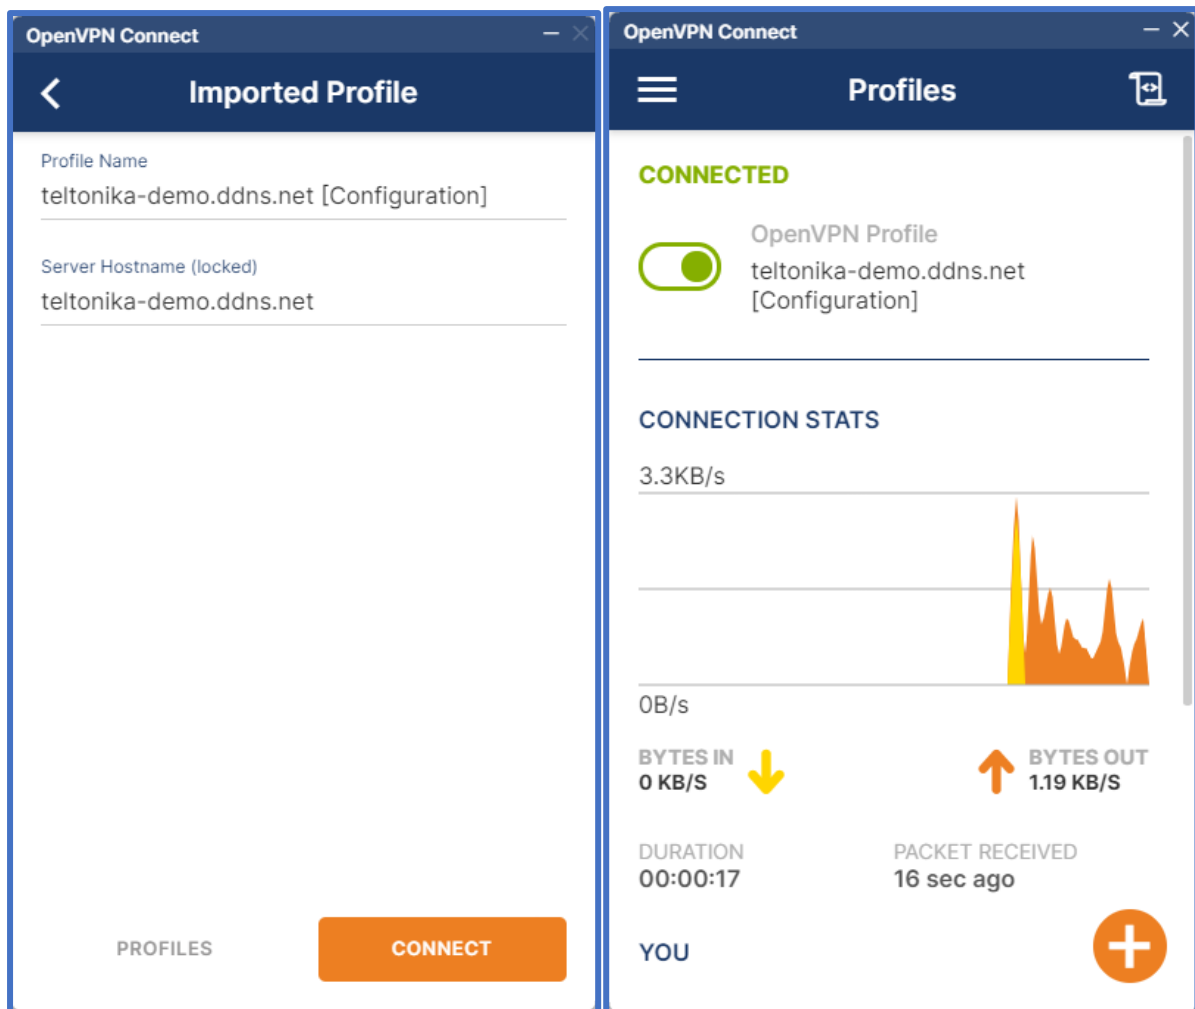 OpenVPN Connect
Imported Profile
Profile Name
teltonika-demo.ddns.net [Configuration]
Server Hostname (locked)
teltonika-demo.ddns.net
PROFILES
CONNECT
OpenVPN Connect
Profiles
CONNECTED
OpenVPN Profile
teltonika-demo.ddns.net
[Configuration]
CONNECTION STATS
3.3KB/s
0B/s
BYTES IN
0 KB/S
BYTES OUT
1.19 KB/S
DURATION
00:00:17
PACKET RECEIVED
16 sec ago
YOU